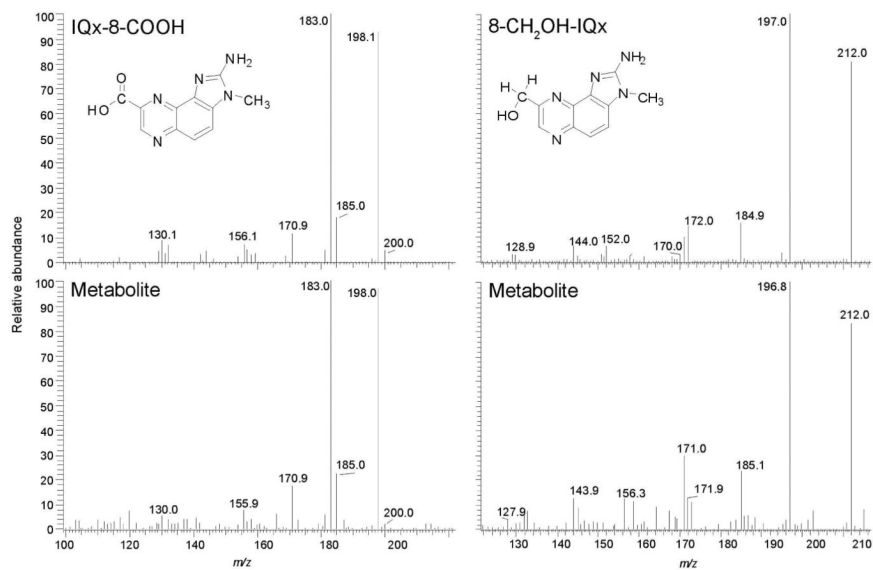 IQx-8-COOH
100
90
80
70
60
50
40
30
20
10
0
183.0
198.1
O
HO
N
N
N
N
NH₂
CH₃
130.1
156.1
170.9
185.0
200.0
8-CH₂OH-IQx
197.0
212.0
H
H
C
HO
N
N
N
N
NH₂
CH₃
128.9
144.0
152.0
170.0
172.0
184.9
Relative abundance
Metabolite
100
90
80
70
60
50
40
30
20
10
0
183.0
198.0
130.0
155.9
170.9
185.0
200.0
100 120 140 160 180 200
m/z
Metabolite
196.8
212.0
127.9
143.9
156.3
171.0
171.9
185.1
130 140 150 160 170 180 190 200 210
m/z